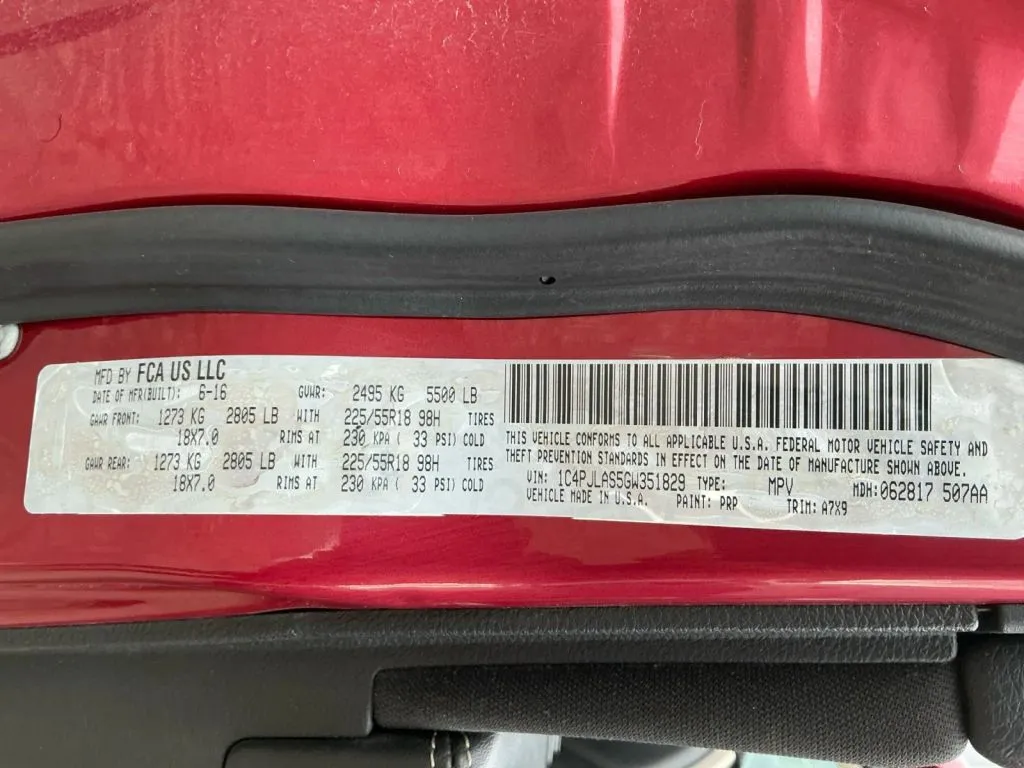 MFD BY FCA US LLC
DATE OF MFR(BUILT): 6-16 GVWR: 2495 KG 5500 LB
GAWR FRONT: 1273 KG 2805 LB WITH 225/55R18 98H TIRES
18X7.0 RIMS AT 230 KPA ( 33 PSI) COLD
GAWR REAR: 1273 KG 2805 LB WITH 225/55R18 98H TIRES
18X7.0 RIMS AT 230 KPA ( 33 PSI) COLD
THIS VEHICLE CONFORMS TO ALL APPLICABLE U.S.A. FEDERAL MOTOR VEHICLE SAFETY AND
THEFT PREVENTION STANDARDS IN EFFECT ON THE DATE OF MANUFACTURE SHOWN ABOVE.
VIN: 1C4PJLAS5GW351829 TYPE: MPV MDH: 062817 507AA
VEHICLE MADE IN U.S.A. PAINT: PRP TRIM: A7X9